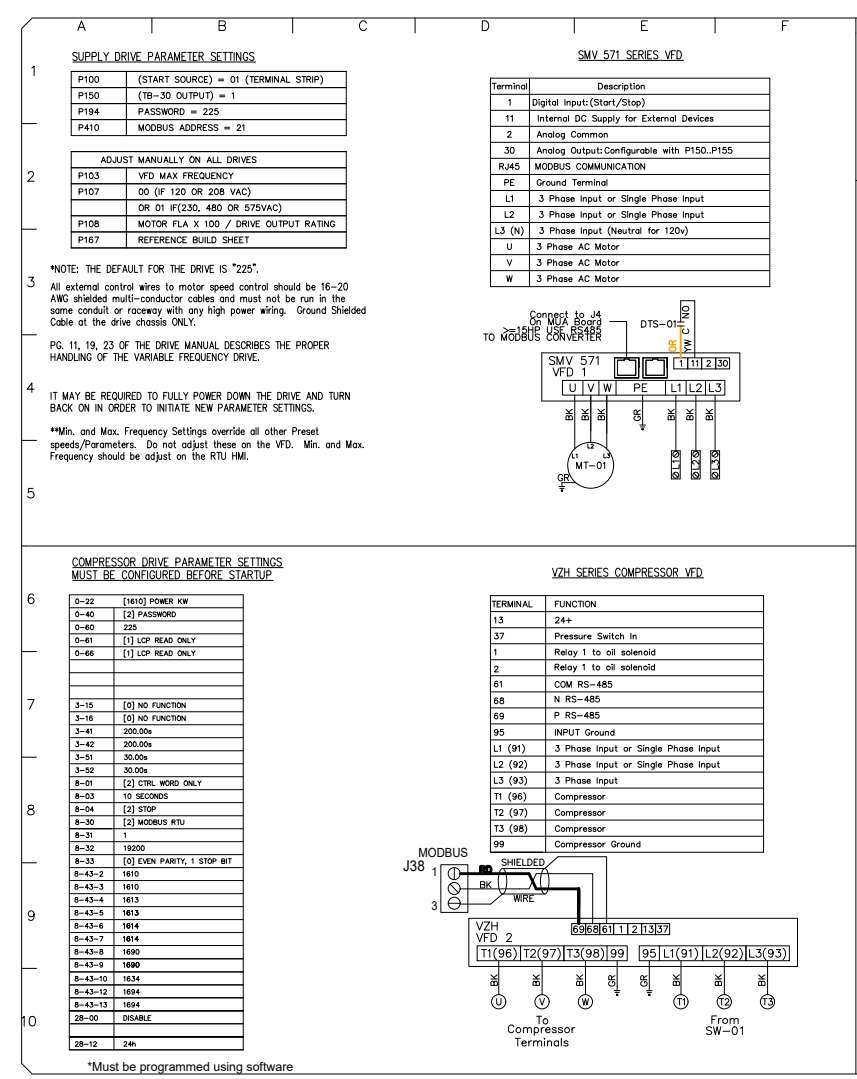 A B C D E F
1
SUPPLY DRIVE PARAMETER SETTINGS
P100 (START SOURCE) = 01 (TERMINAL STRIP)
P150 (TB-30 OUTPUT) = 1
P194 PASSWORD = 225
P410 MODBUS ADDRESS = 21
2
ADJUST MANUALLY ON ALL DRIVES
P103 VFD MAX FREQUENCY
P107 00 (IF 120 OR 208 VAC)
OR 01 IF(230, 480 OR 575VAC)
P108 MOTOR FLA X 100 / DRIVE OUTPUT RATING
P167 REFERENCE BUILD SHEET
3
*NOTE: THE DEFAULT FOR THE DRIVE IS "225".
All external control wires to motor speed control should be 16-20
AWG shielded multi-conductor cables and must not be run in the
same conduit or raceway with any high power wiring. Ground Shielded
Cable at the drive chassis ONLY.
PG. 11, 19, 23 OF THE DRIVE MANUAL DESCRIBES THE PROPER
HANDLING OF THE VARIABLE FREQUENCY DRIVE.
4
IT MAY BE REQUIRED TO FULLY POWER DOWN THE DRIVE AND TURN
BACK ON IN ORDER TO INITIATE NEW PARAMETER SETTINGS.
**Min. and Max. Frequency Settings override all other Preset
speeds/Parameters. Do not adjust these on the VFD. Min. and Max.
Frequency should be adjust on the RTU HMI.
5
SMV 571 SERIES VFD
Terminal Description
1 Digital Input: (Start/Stop)
11 Internal DC Supply for External Devices
2 Analog Common
30 Analog Output: Configurable with P150..P155
RJ45 MODBUS COMMUNICATION
PE Ground Terminal
L1 3 Phase Input or Single Phase Input
L2 3 Phase Input or Single Phase Input
L3 (N) 3 Phase Input (Neutral for 120v)
U 3 Phase AC Motor
V 3 Phase AC Motor
W 3 Phase AC Motor
Connect to J4
On MUA Board
>=15HP USE RS485
TO MODBUS CONVERTER
DTS-01
NO
C
OR
YW
SMV 571
VFD 1
1 11 2 30
U V W PE L1 L2 L3
BK BK BK GR BK BK BK
L1 L2 L3
MT-01
GR
L1 L2 L3
6
COMPRESSOR DRIVE PARAMETER SETTINGS
MUST BE CONFIGURED BEFORE STARTUP
0-22 [1610] POWER KW
0-40 [2] PASSWORD
0-60 225
0-61 [1] LCP READ ONLY
0-66 [1] LCP READ ONLY
7
3-15 [0] NO FUNCTION
3-16 [0] NO FUNCTION
3-41 200.00s
3-42 200.00s
3-51 30.00s
3-52 30.00s
8-01 [2] CTRL WORD ONLY
8-03 10 SECONDS
8
8-04 [2] STOP
8-30 [2] MODBUS RTU
8-31 1
8-32 19200
8-33 [0] EVEN PARITY, 1 STOP BIT
8-43-2 1610
8-43-3 1610
8-43-4 1613
9
8-43-5 1613
8-43-6 1614
8-43-7 1614
8-43-8 1690
8-43-9 1690
8-43-10 1634
8-43-12 1694
8-43-13 1694
10
28-00 DISABLE
28-12 24h
*Must be programmed using software
VZH SERIES COMPRESSOR VFD
TERMINAL FUNCTION
13 24+
37 Pressure Switch In
1 Relay 1 to oil solenoid
2 Relay 1 to oil solenoid
61 COM RS-485
68 N RS-485
69 P RS-485
95 INPUT Ground
L1 (91) 3 Phase Input or Single Phase Input
L2 (92) 3 Phase Input or Single Phase Input
L3 (93) 3 Phase Input
T1 (96) Compressor
T2 (97) Compressor
T3 (98) Compressor
99 Compressor Ground
MODBUS
J38 1
3
RD
BK
SHIELDED
WIRE
VZH
VFD 2
69 68 61 1 2 13 37
T1(96) T2(97) T3(98) 99 95 L1(91) L2(92) L3(93)
BK BK BK GR GR BK BK BK
U V W T1 T2 T3
To
Compressor
Terminals
From
SW-01